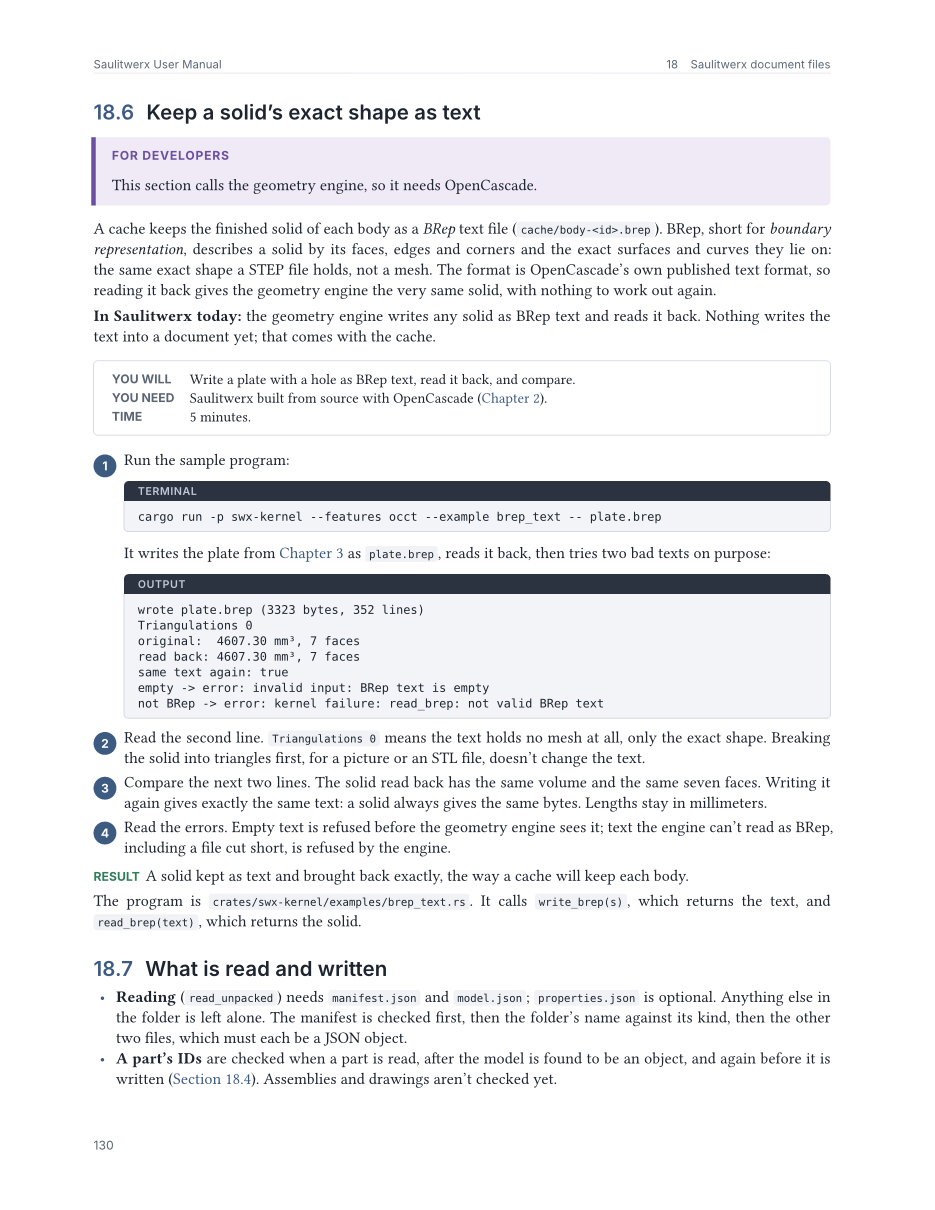 Saulitwerx User Manual
18 Saulitwerx document files
18.6 Keep a solid’s exact shape as text
FOR DEVELOPERS
This section calls the geometry engine, so it needs OpenCascade.
A cache keeps the finished solid of each body as a BRep text file (cache/body-<id>.brep). BRep, short for boundary
representation, describes a solid by its faces, edges and corners and the exact surfaces and curves they lie on:
the same exact shape a STEP file holds, not a mesh. The format is OpenCascade’s own published text format, so
reading it back gives the geometry engine the very same solid, with nothing to work out again.
In Saulitwerx today: the geometry engine writes any solid as BRep text and reads it back. Nothing writes the
text into a document yet; that comes with the cache.
YOU WILL Write a plate with a hole as BRep text, read it back, and compare.
YOU NEED Saulitwerx built from source with OpenCascade (Chapter 2).
TIME 5 minutes.
1 Run the sample program:
TERMINAL
cargo run -p swx-kernel --features occt --example brep_text -- plate.brep
It writes the plate from Chapter 3 as plate.brep, reads it back, then tries two bad texts on purpose:
OUTPUT
wrote plate.brep (3323 bytes, 352 lines)
Triangulations 0
original:  4607.30 mm³, 7 faces
read back: 4607.30 mm³, 7 faces
same text again: true
empty -> error: invalid input: BRep text is empty
not BRep -> error: kernel failure: read_brep: not valid BRep text
2 Read the second line. Triangulations 0 means the text holds no mesh at all, only the exact shape. Breaking
the solid into triangles first, for a picture or an STL file, doesn’t change the text.
3 Compare the next two lines. The solid read back has the same volume and the same seven faces. Writing it
again gives exactly the same text: a solid always gives the same bytes. Lengths stay in millimeters.
4 Read the errors. Empty text is refused before the geometry engine sees it; text the engine can’t read as BRep,
including a file cut short, is refused by the engine.
RESULT A solid kept as text and brought back exactly, the way a cache will keep each body.
The program is crates/swx-kernel/examples/brep_text.rs. It calls write_brep(s), which returns the text, and
read_brep(text), which returns the solid.
18.7 What is read and written
• Reading (read_unpacked) needs manifest.json and model.json; properties.json is optional. Anything else in
the folder is left alone. The manifest is checked first, then the folder’s name against its kind, then the other
two files, which must each be a JSON object.
• A part’s IDs are checked when a part is read, after the model is found to be an object, and again before it is
written (Section 18.4). Assemblies and drawings aren’t checked yet.
130